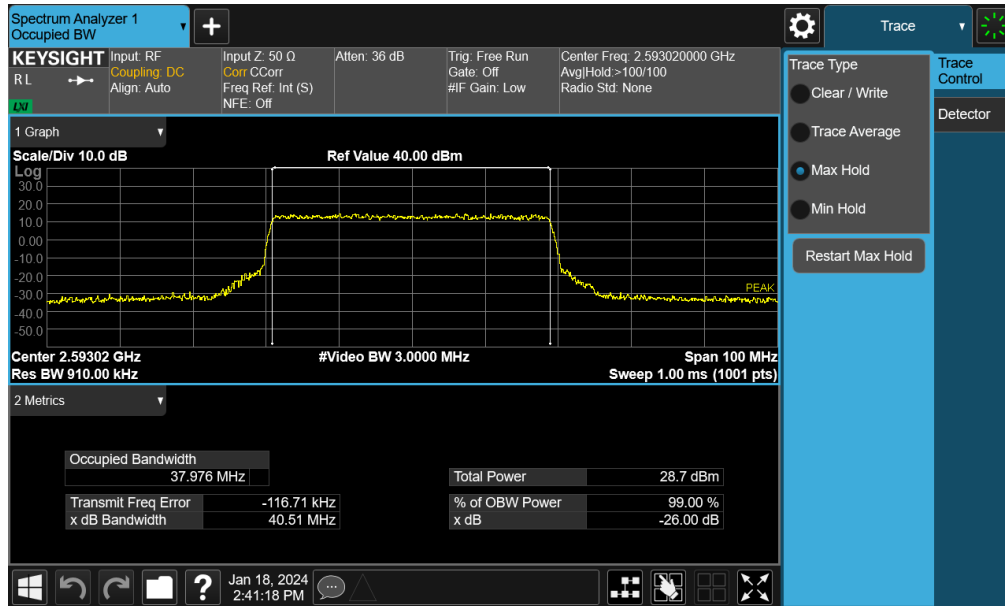 Spectrum Analyzer 1
Occupied BW
+
Trace
KEYSIGHT
R L
LXI
Input: RF
Coupling: DC
Align: Auto
Input Z: 50 Ω
Corr CCorr
Freq Ref: Int (S)
NFE: Off
Atten: 36 dB
Trig: Free Run
Gate: Off
#IF Gain: Low
Center Freq: 2.593020000 GHz
Avg|Hold:>100/100
Radio Std: None
1 Graph
Scale/Div 10.0 dB
Ref Value 40.00 dBm
Log
30.0
20.0
10.0
0.00
-10.0
-20.0
-30.0
-40.0
-50.0
PEAK
Center 2.59302 GHz
#Video BW 3.0000 MHz
Span 100 MHz
Res BW 910.00 kHz
Sweep 1.00 ms (1001 pts)
2 Metrics
Occupied Bandwidth
37.976 MHz
Transmit Freq Error -116.71 kHz
x dB Bandwidth 40.51 MHz
Total Power 28.7 dBm
% of OBW Power 99.00 %
x dB -26.00 dB
Trace Type
Clear / Write
Trace Average
Max Hold
Min Hold
Restart Max Hold
Trace
Control
Detector
?
Jan 18, 2024
2:41:18 PM